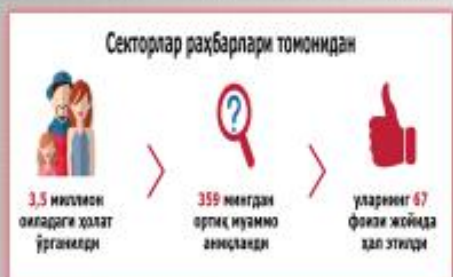 Секторлар раҳбарлари томонидан
3,5 миллион
оиладаги ҳолат
ўрганилди
359 мингдан
ортиқ муаммо
аниқланди
уларнинг 67
фоизи жойида
ҳал этилди